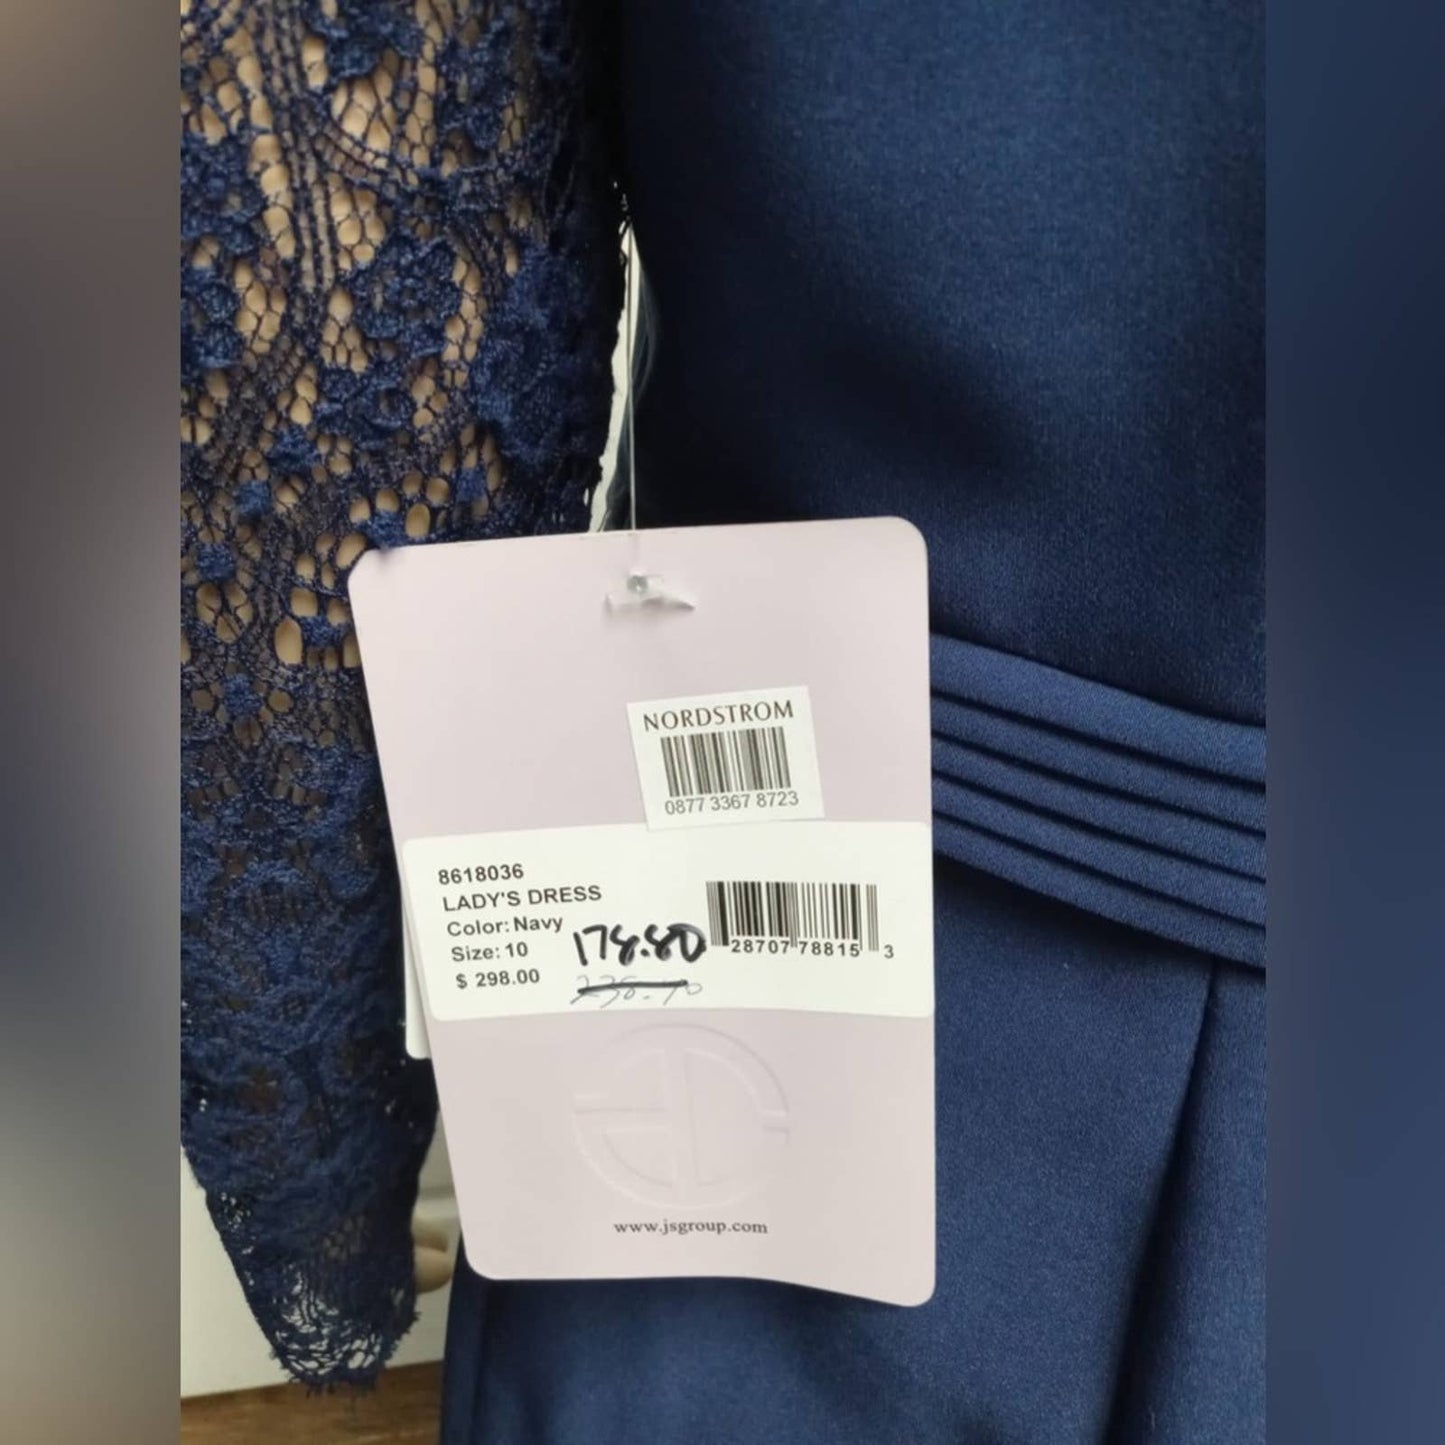 NORDSTROM
0877 3367 8723
8618036
LADY'S DRESS
Color: Navy
Size: 10
$ 298.00
178.80
28707 78815 3
www.jsgroup.com